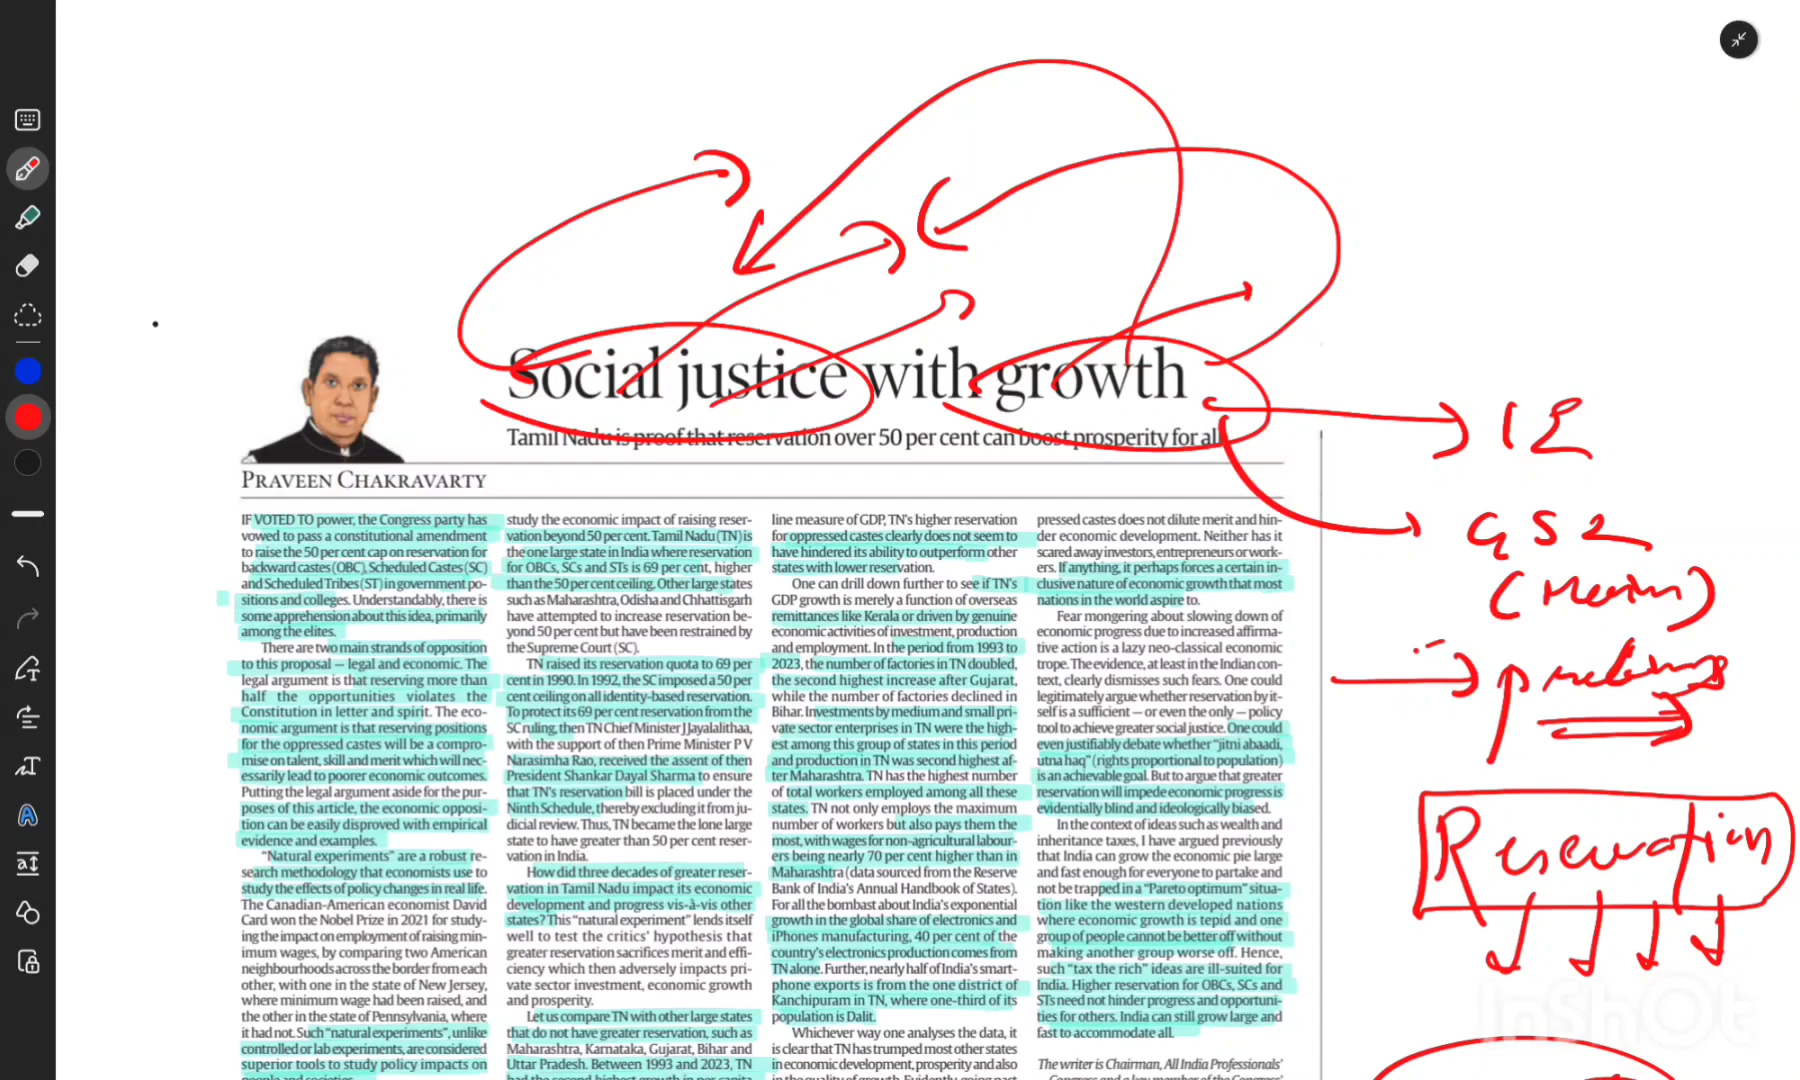 Social justice with growth
Tamil Nadu is proof that reservation over 50 per cent can boost prosperity for all
PRAVEEN CHAKRAVARTY
IF VOTED TO power, the Congress party has
vowed to pass a constitutional amendment
to raise the 50 per cent cap on reservation for
backward castes (OBC), Scheduled Castes (SC)
and Scheduled Tribes (ST) in government po-
sitions and colleges. Understandably, there is
some apprehension about this idea, primarily
among the elites.
There are two main strands of opposition
to this proposal — legal and economic. The
legal argument is that reserving more than
half the opportunities violates the
Constitution in letter and spirit. The eco-
nomic argument is that reserving positions
for the oppressed castes will be a compro-
mise on talent, skill and merit which will nec-
essarily lead to poorer economic outcomes.
Putting the legal argument aside for the pur-
poses of this article, the economic opposi-
tion can be easily disproved with empirical
evidence and examples.
"Natural experiments" are a robust re-
search methodology that economists use to
study the effects of policy changes in real life.
The Canadian-American economist David
Card won the Nobel Prize in 2021 for study-
ing the impact on employment of raising min-
imum wages, by comparing two American
neighbourhoods across the border from each
other, with one in the state of New Jersey,
where minimum wage had been raised, and
the other in the state of Pennsylvania, where
it had not. Such "natural experiments", unlike
controlled or lab experiments, are considered
superior tools to study policy impacts on
people and societies.
study the economic impact of raising reser-
vation beyond 50 per cent. Tamil Nadu (TN) is
the one large state in India where reservation
for OBCs, SCs and STs is 69 per cent, higher
than the 50 per cent ceiling. Other large states
such as Maharashtra, Odisha and Chhattisgarh
have attempted to increase reservation be-
yond 50 per cent but have been restrained by
the Supreme Court (SC).
TN raised its reservation quota to 69 per
cent in 1990. In 1992, the SC imposed a 50 per
cent ceiling on all identity-based reservation.
To protect its 69 per cent reservation from the
SC ruling, then TN Chief Minister J Jayalalithaa,
with the support of then Prime Minister P V
Narasimha Rao, received the assent of then
President Shankar Dayal Sharma to ensure
that TN's reservation bill is placed under the
Ninth Schedule, thereby excluding it from ju-
dicial review. Thus, TN became the lone large
state to have greater than 50 per cent reser-
vation in India.
How did three decades of greater reser-
vation in Tamil Nadu impact its economic
development and progress vis-à-vis other
states? This "natural experiment" lends itself
well to test the critics' hypothesis that
greater reservation sacrifices merit and effi-
ciency which then adversely impacts pri-
vate sector investment, economic growth
and prosperity.
Let us compare TN with other large states
that do not have greater reservation, such as
Maharashtra, Karnataka, Gujarat, Bihar and
Uttar Pradesh. Between 1993 and 2023, TN
had the second highest growth in per capita
line measure of GDP, TN's higher reservation
for oppressed castes clearly does not seem to
have hindered its ability to outperform other
states with lower reservation.
One can drill down further to see if TN's
GDP growth is merely a function of overseas
remittances like Kerala or driven by genuine
economic activities of investment, production
and employment. In the period from 1993 to
2023, the number of factories in TN doubled,
the second highest increase after Gujarat,
while the number of factories declined in
Bihar. Investments by medium and small pri-
vate sector enterprises in TN were the high-
est among this group of states in this period
and production in TN was second highest af-
ter Maharashtra. TN has the highest number
of total workers employed among all these
states. TN not only employs the maximum
number of workers but also pays them the
most, with wages for non-agricultural labour-
ers being nearly 70 per cent higher than in
Maharashtra (data sourced from the Reserve
Bank of India's Annual Handbook of States).
For all the bombast about India's exponential
growth in the global share of electronics and
iPhones manufacturing, 40 per cent of the
country's electronics production comes from
TN alone. Further, nearly half of India's smart-
phone exports is from the one district of
Kanchipuram in TN, where one-third of its
population is Dalit.
Whichever way one analyses the data, it
is clear that TN has trumped most other states
in economic development, prosperity and also
in the quality of growth. Evidently, going past
pressed castes does not dilute merit and hin-
der economic development. Neither has it
scared away investors, entrepreneurs or work-
ers. If anything, it perhaps forces a certain in-
clusive nature of economic growth that most
nations in the world aspire to.
Fear mongering about slowing down of
economic progress due to increased affirma-
tive action is a lazy neo-classical economic
trope. The evidence, at least in the Indian con-
text, clearly dismisses such fears. One could
legitimately argue whether reservation by it-
self is a sufficient — or even the only — policy
tool to achieve greater social justice. One could
even justifiably debate whether "jitni abaadi,
utna haq" (rights proportional to population)
is an achievable goal. But to argue that greater
reservation will impede economic progress is
evidentially blind and ideologically biased.
In the context of ideas such as wealth and
inheritance taxes, I have argued previously
that India can grow the economic pie large
and fast enough for everyone to partake and
not be trapped in a "Pareto optimum" situa-
tion like the western developed nations
where economic growth is tepid and one
group of people cannot be better off without
making another group worse off. Hence,
such "tax the rich" ideas are ill-suited for
India. Higher reservation for OBCs, SCs and
STs need not hinder progress and opportuni-
ties for others. India can still grow large and
fast to accommodate all.
The writer is Chairman, All India Professionals'
Congress and a key member of the Congress'
IE
GS2
(Mains)
prelims
Reservation
InShOt